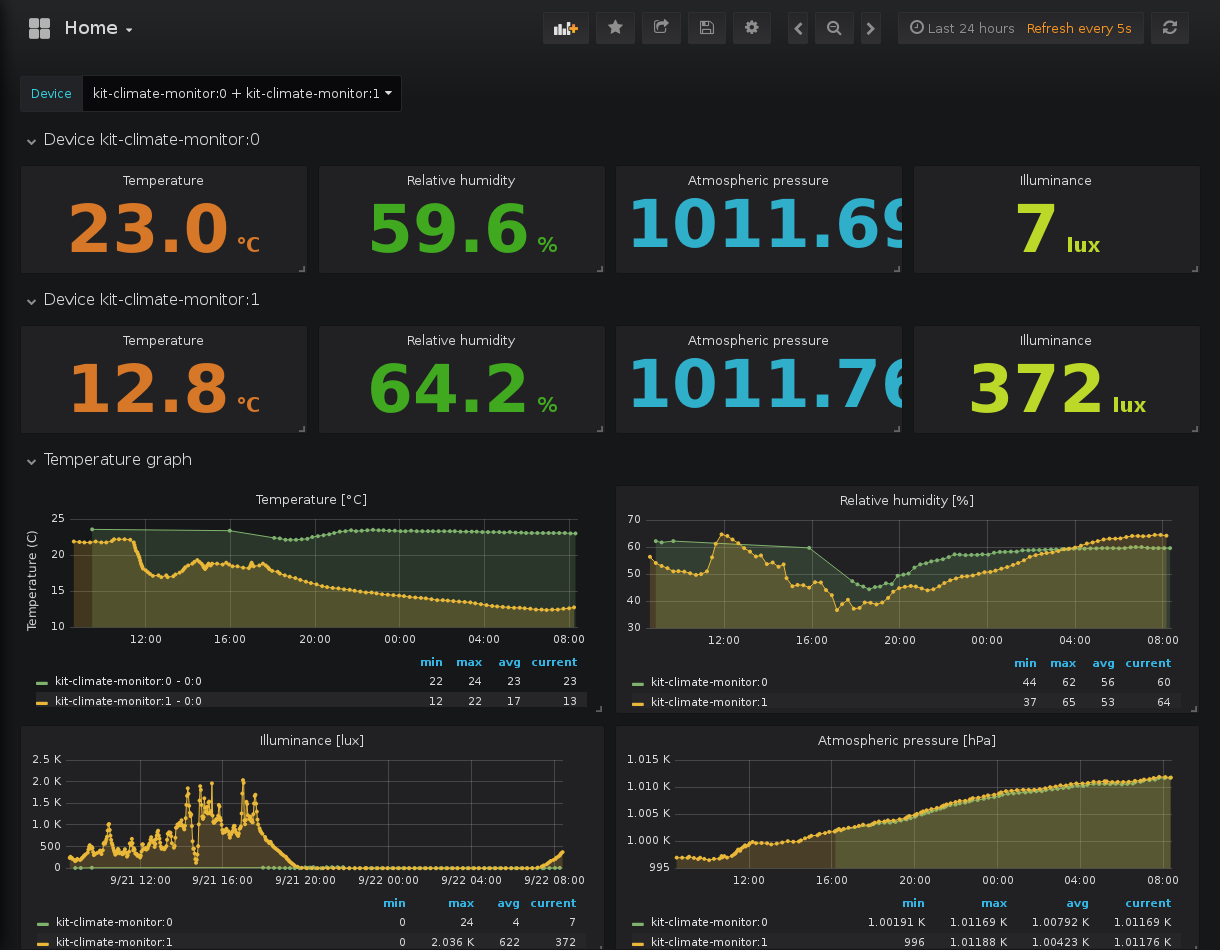 Home
Last 24 hours Refresh every 5s
Device kit-climate-monitor:0 + kit-climate-monitor:1
Device kit-climate-monitor:0
Temperature
23.0 °C
Relative humidity
59.6 %
Atmospheric pressure
1011.69
Illuminance
7 lux
Device kit-climate-monitor:1
Temperature
12.8 °C
Relative humidity
64.2 %
Atmospheric pressure
1011.76
Illuminance
372 lux
Temperature graph
Temperature [°C]
Temperature (C)
25
20
15
10
12:00 16:00 20:00 00:00 04:00 08:00
min max avg current
kit-climate-monitor:0 - 0:0 22 24 23 23
kit-climate-monitor:1 - 0:0 12 22 17 13
Relative humidity [%]
70
60
50
40
30
12:00 16:00 20:00 00:00 04:00 08:00
min max avg current
kit-climate-monitor:0 44 62 56 60
kit-climate-monitor:1 37 65 53 64
Illuminance [lux]
2.5 K
2.0 K
1.5 K
1.0 K
500
0
9/21 12:00 9/21 16:00 9/21 20:00 9/22 00:00 9/22 04:00 9/22 08:00
min max avg current
kit-climate-monitor:0 0 24 4 7
kit-climate-monitor:1 0 2.036 K 622 372
Atmospheric pressure [hPa]
1.015 K
1.010 K
1.005 K
1.000 K
995
12:00 16:00 20:00 00:00 04:00 08:00
min max avg current
kit-climate-monitor:0 1.00191 K 1.01169 K 1.00792 K 1.01169 K
kit-climate-monitor:1 996 1.01188 K 1.00423 K 1.01176 K